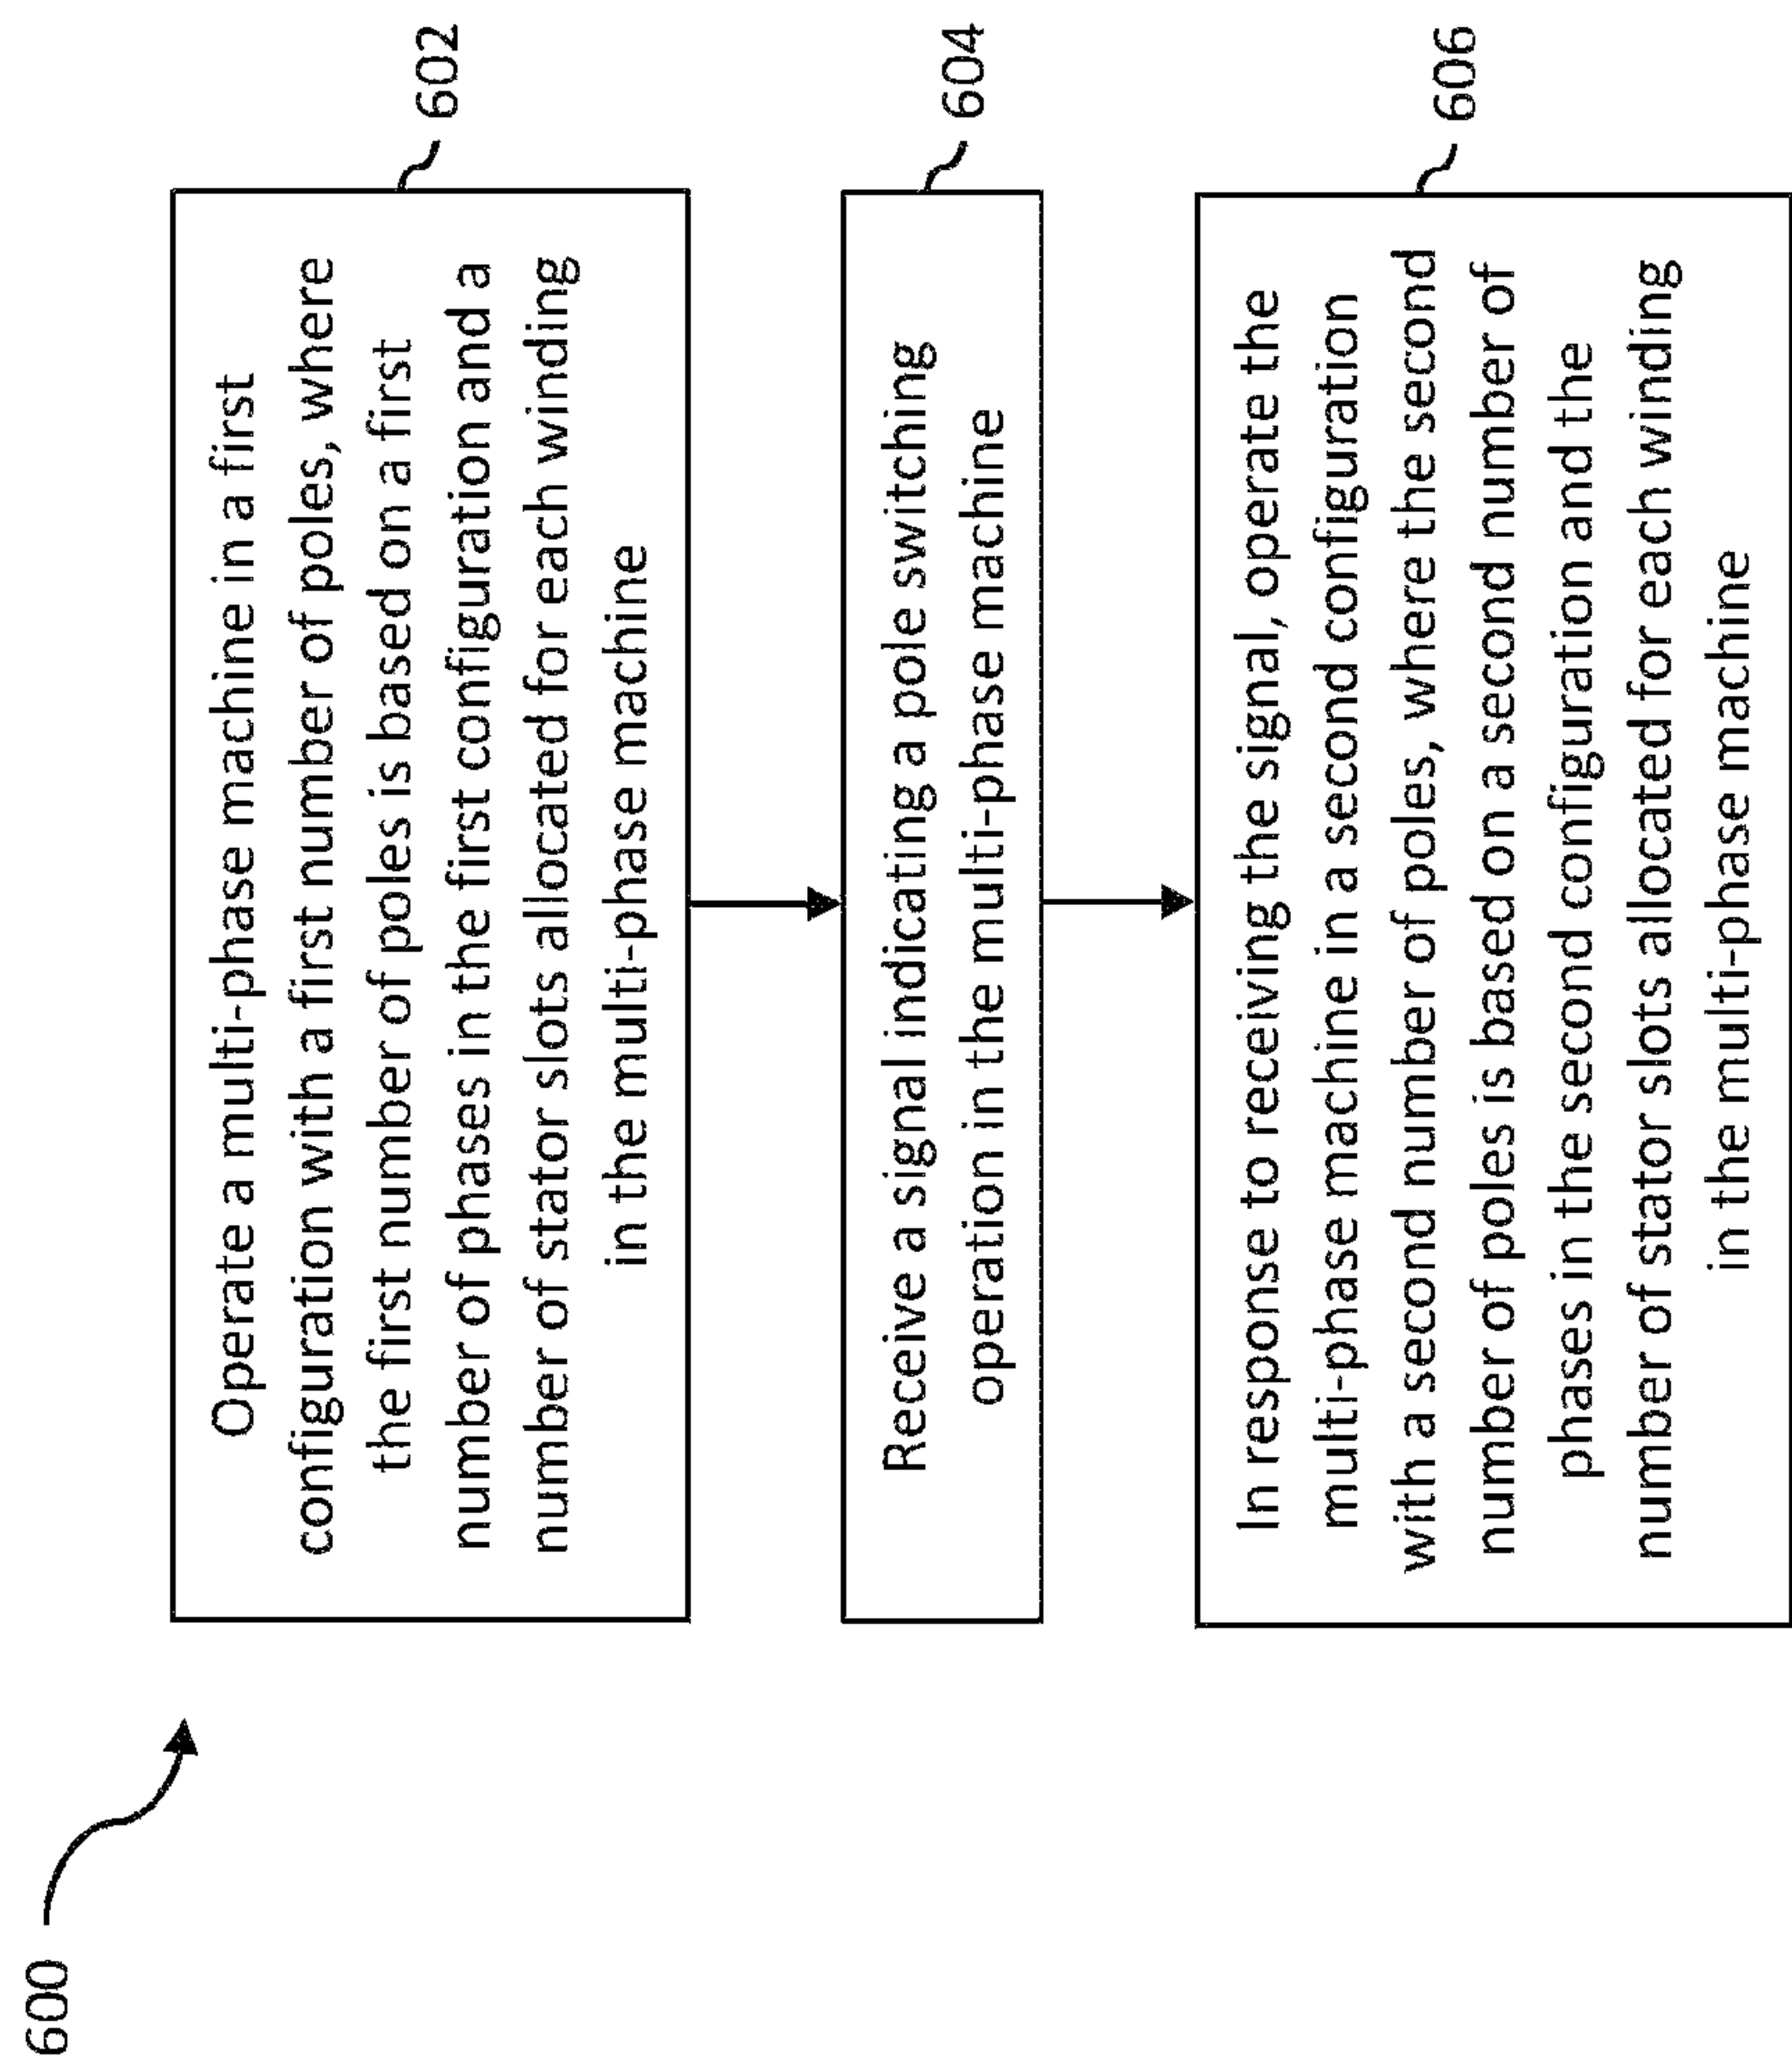 600
Operate a multi-phase machine in a first
configuration with a first number of poles, where
the first number of poles is based on a first
number of phases in the first configuration and a
number of stator slots allocated for each winding
in the multi-phase machine
602
Receive a signal indicating a pole switching
operation in the multi-phase machine
604
In response to receiving the signal, operate the
multi-phase machine in a second configuration
with a second number of poles, where the second
number of poles is based on a second number of
phases in the second configuration and the
number of stator slots allocated for each winding
in the multi-phase machine
606